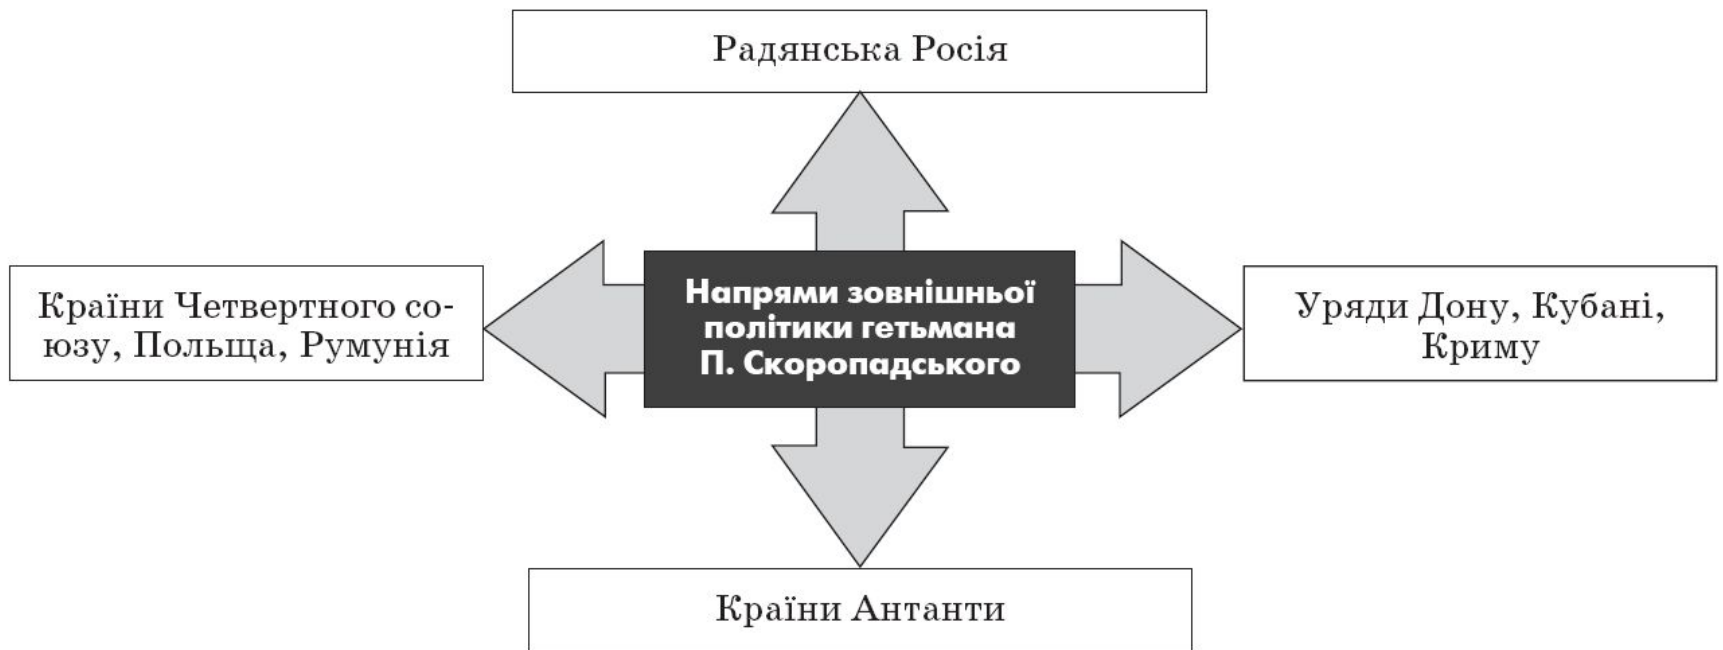 Радянська Росія
Країни Четвертного со-
юзу, Польща, Румунія
Напрями зовнішньої
політики гетьмана
П. Скоропадського
Уряди Дону, Кубані,
Криму
Країни Антанти